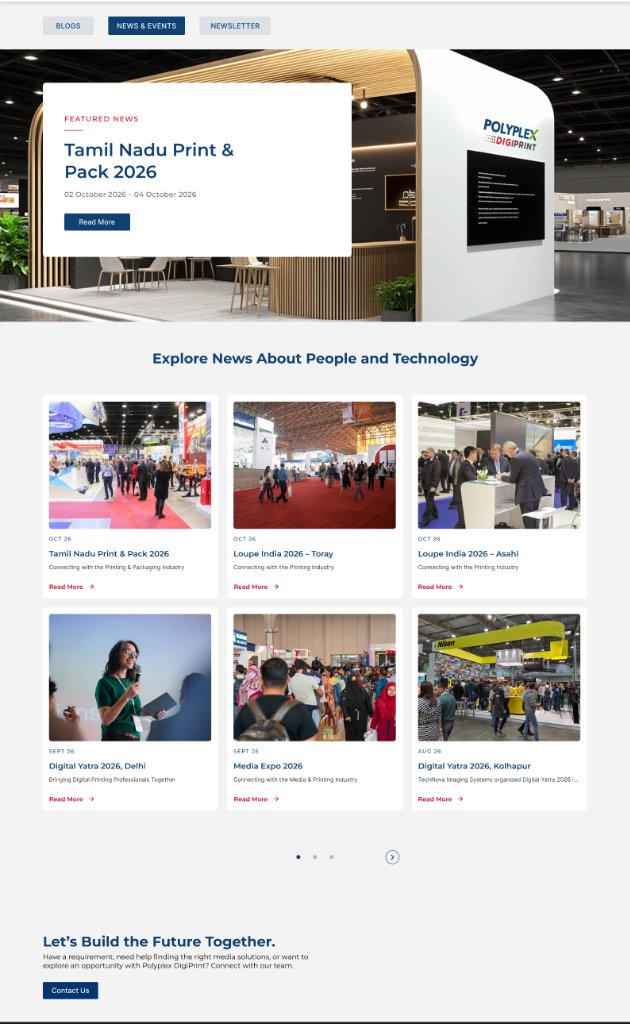 BLOGS
NEWS & EVENTS
NEWSLETTER
FEATURED NEWS
Tamil Nadu Print &
Pack 2026
02 October 2026 – 04 October 2026
Read More
POLYPLEX
DIGIPRINT
Explore News About People and Technology
OCT 26
Tamil Nadu Print & Pack 2026
Connecting with the Printing & Packaging Industry
Read More →
OCT 26
Loupe India 2026 – Toray
Connecting with the Printing Industry
Read More →
OCT 26
Loupe India 2026 – Asahi
Connecting with the Printing Industry
Read More →
Nikon
SEPT 26
Digital Yatra 2026, Delhi
Bringing Digital Printing Professionals Together
Read More →
SEPT 26
Media Expo 2026
Connecting with the Media & Printing Industry
Read More →
AUG 26
Digital Yatra 2026, Kolhapur
TechNova Imaging Systems organised Digital Yatra 2026 i...
Read More →
Let’s Build the Future Together.
Have a requirement, need help finding the right media solutions, or want to
explore an opportunity with Polyplex DigiPrint? Connect with our team.
Contact Us